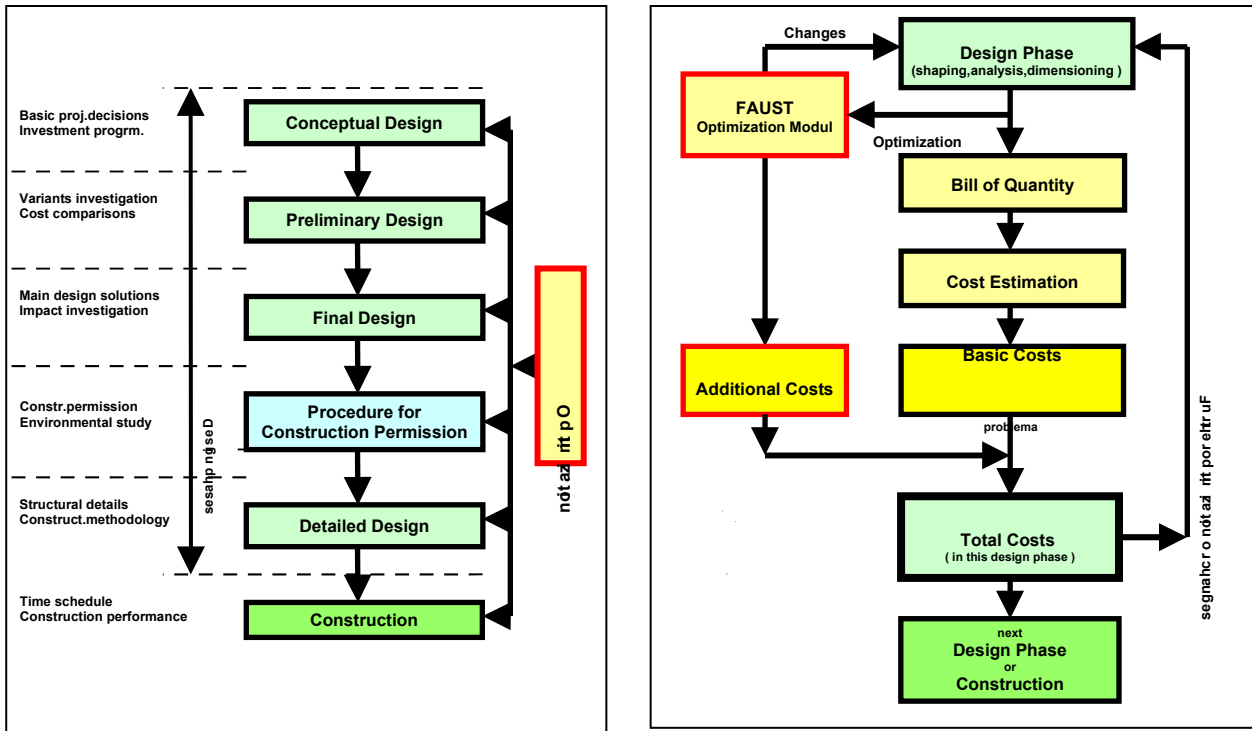 Basic proj.decisions
Investment progrm.
Variants investigation
Cost comparisons
Main design solutions
Impact investigation
Constr.permission
Environmental study
Structural details
Construct.methodology
Time schedule
Construction performance
Conceptual Design
Preliminary Design
Final Design
Procedure for
Construction Permission
Detailed Design
Construction
Changes
Design Phase
(shaping,analysis,dimensioning )
FAUST
Optimization Modul
Optimization
Bill of Quantity
Cost Estimation
Basic Costs
Additional Costs
problema
Total Costs
( in this design phase )
next
Design Phase
or
Construction